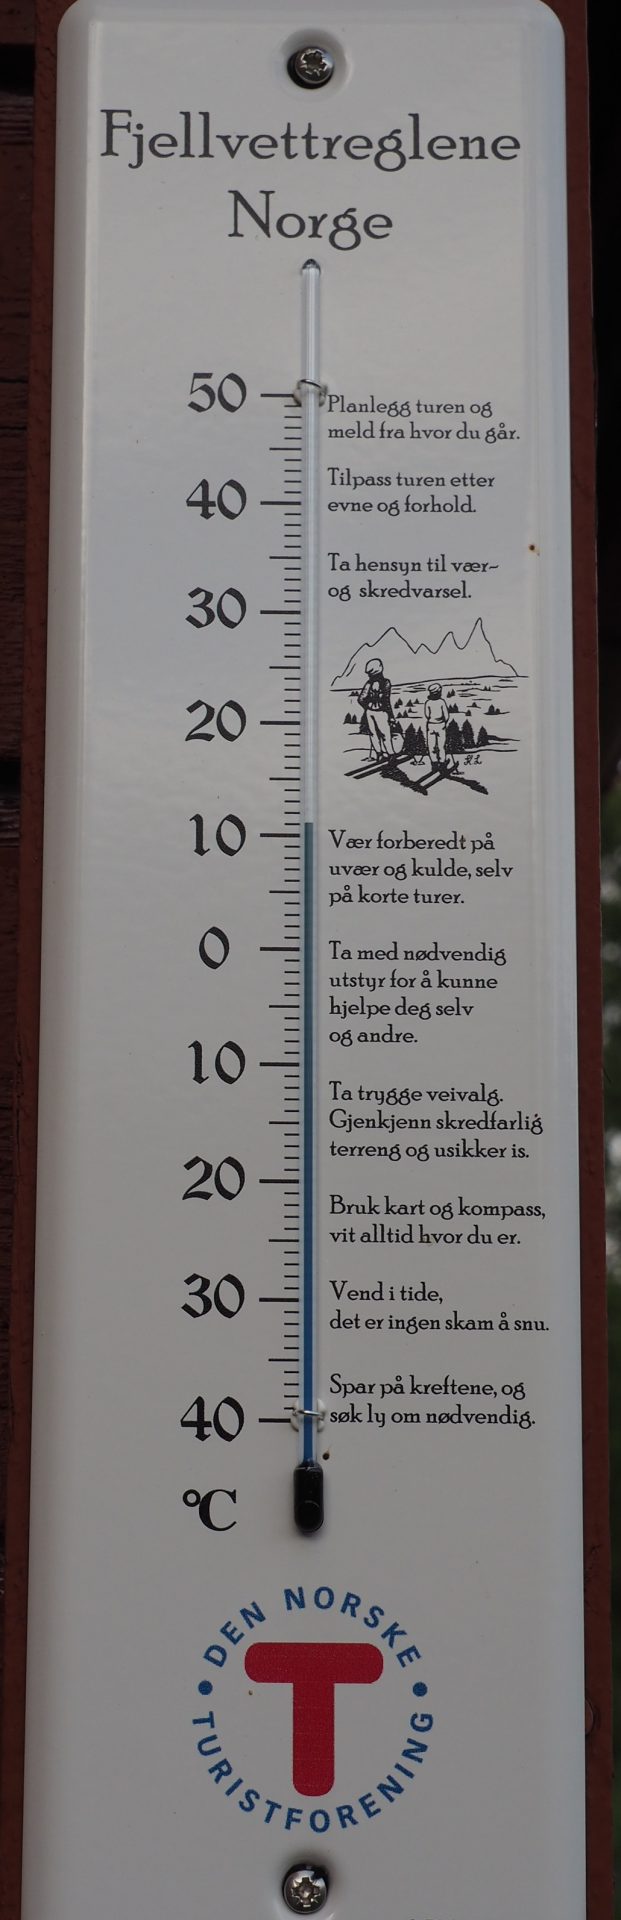 Fjellvettreglene
Norge
50
40
30
20
10
0
10
20
30
40
°C
Planlegg turen og
meld fra hvor du går.
Tilpass turen etter
evne og forhold.
Ta hensyn til vær-
og skredvarsel.
H.L
Vær forberedt på
uvær og kulde, selv
på korte turer.
Ta med nødvendig
utstyr for å kunne
hjelpe deg selv
og andre.
Ta trygge veivalg.
Gjenkjenn skredfarlig
terreng og usikker is.
Bruk kart og kompass,
vit alltid hvor du er.
Vend i tide,
det er ingen skam å snu.
Spar på kreftene, og
søk ly om nødvendig.
DEN NORSKE
T
TURISTFORENING